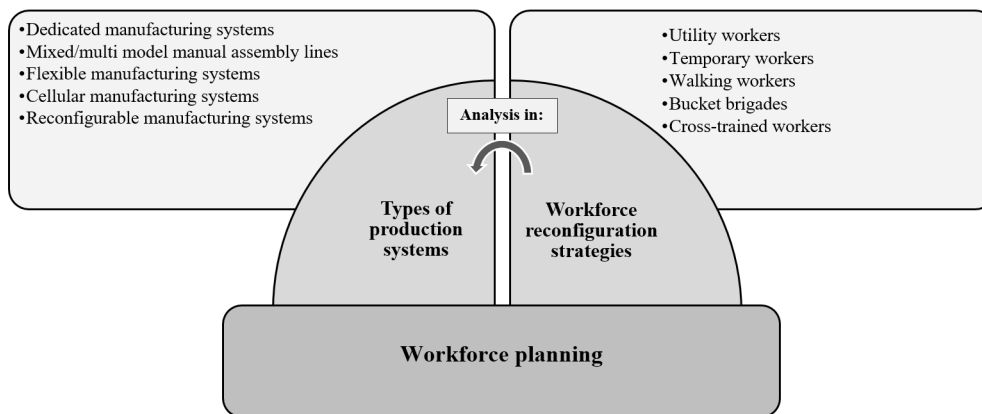 •Dedicated manufacturing systems
•Mixed/multi model manual assembly lines
•Flexible manufacturing systems
•Cellular manufacturing systems
•Reconfigurable manufacturing systems
•Utility workers
•Temporary workers
•Walking workers
•Bucket brigades
•Cross-trained workers
Analysis in:
Types of
production
systems
Workforce
reconfiguration
strategies
Workforce planning